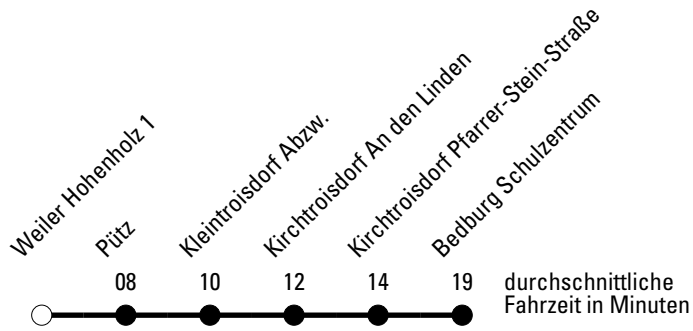 Weiler Hohenholz 1
Pütz
Kleintroisdorf Abzw.
Kirchtroisdorf An den Linden
Kirchtroisdorf Pfarrer-Stein-Straße
Bedburg Schulzentrum
08 10 12 14 19
durchschnittliche
Fahrzeit in Minuten